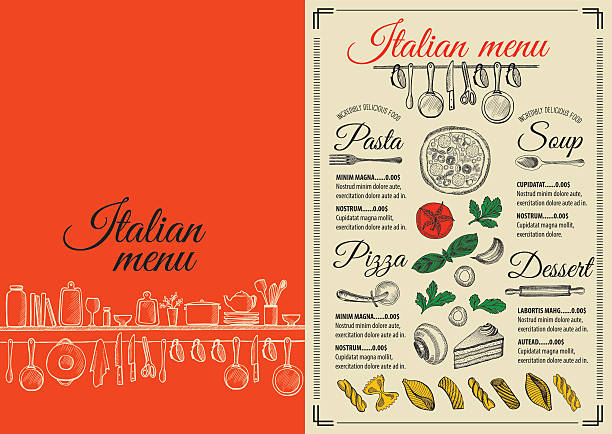 Italian
menu
Italian menu
INCREDIBLY DELICIOUS FOOD
Pasta
MINIM MAGNA......0.00$
Nostrud minim dolore aute,
exercitation dolore aute ad in.
NOSTRUM.......0.00$
Cupidatat magna mollit,
exercitation dolore.
INCREDIBLY DELICIOUS FOOD
Soup
CUPIDATAT.......0.00$
Nostrud minim dolore aute,
exercitation dolore aute ad in.
NOSTRUM.......0.00$
Cupidatat magna mollit,
exercitation aute ad in.
Pizza
MINIM MAGNA......0.00$
Nostrud minim dolore aute,
exercitation dolore aute ad in.
NOSTRUM.......0.00$
Cupidatat magna mollit,
exercitation dolore aute ad in.
Dessert
LABORTIS MAHG......0.00$
Cupidatat magna mollit,
exercitation dolore aute ad in.
AUTEAD.......0.00$
Nostrud minim dolore aute,
exercitation dolore aute ad in.